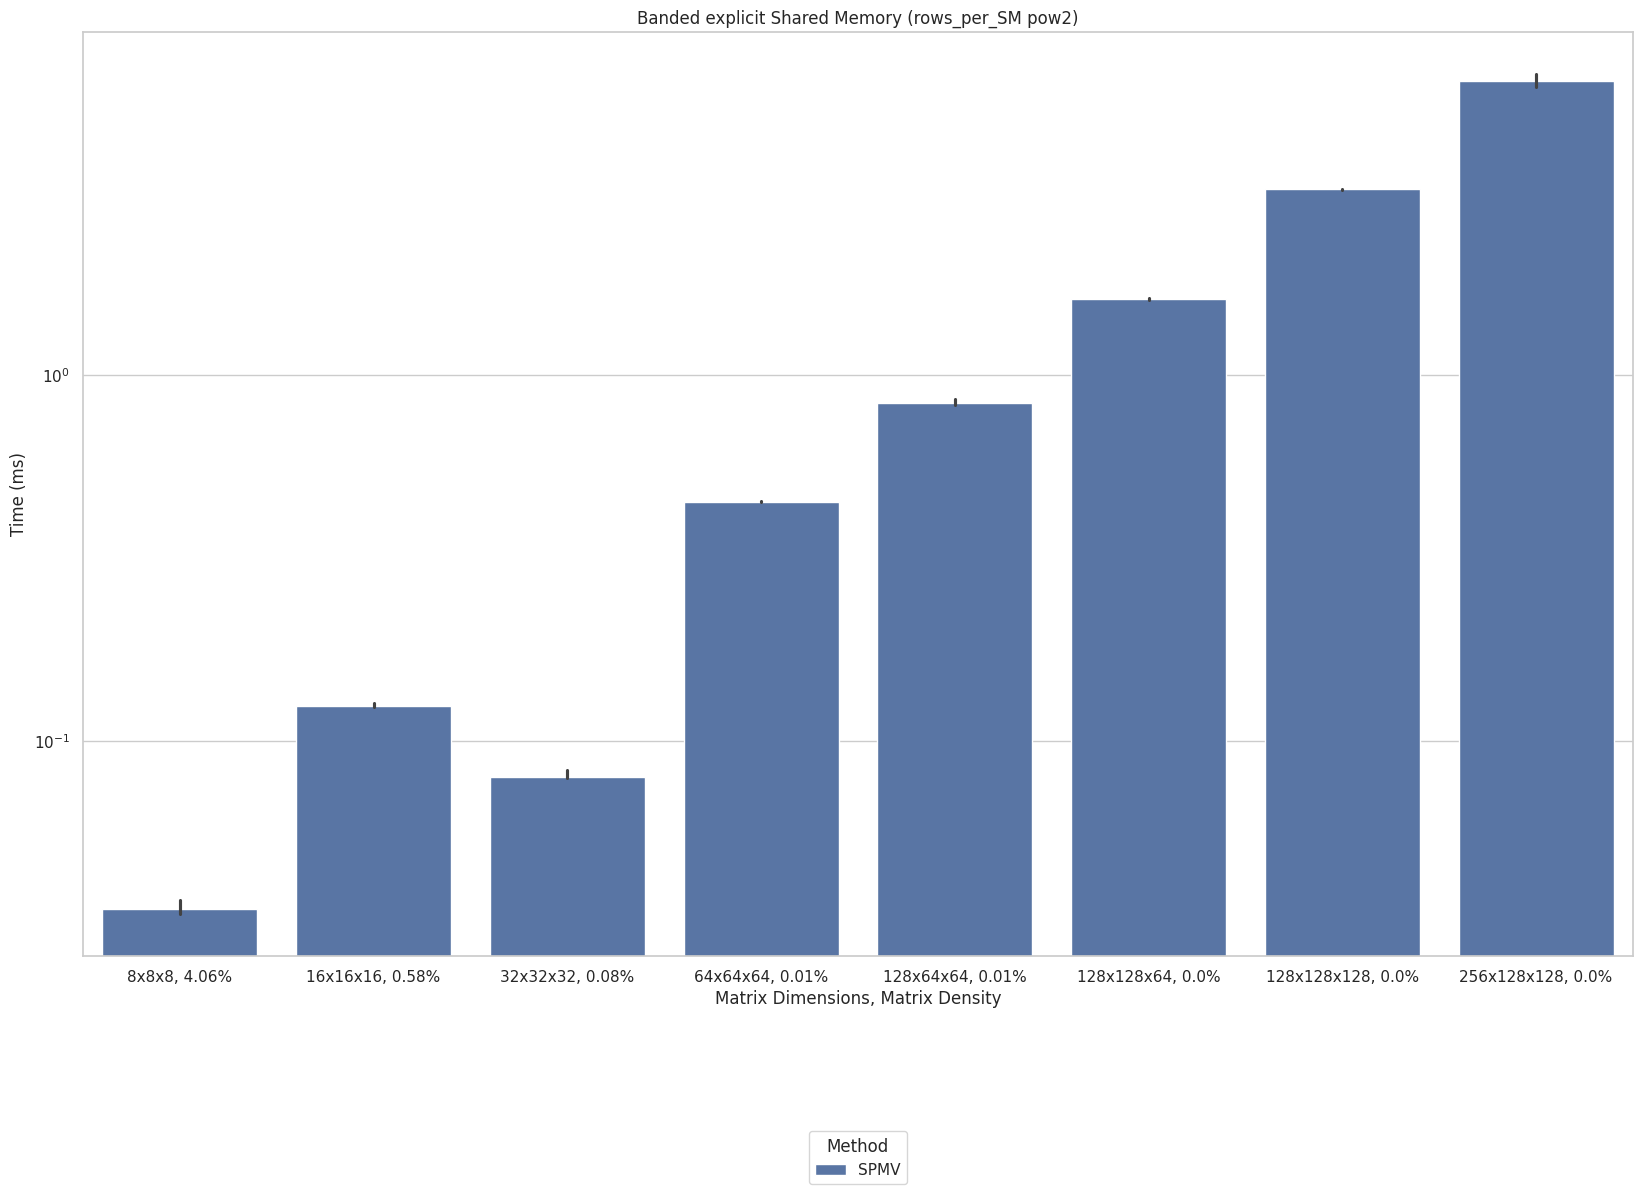 Banded explicit Shared Memory (rows_per_SM pow2)
Time (ms)
10⁰
10⁻¹
8x8x8, 4.06%
16x16x16, 0.58%
32x32x32, 0.08%
64x64x64, 0.01%
128x64x64, 0.01%
128x128x64, 0.0%
128x128x128, 0.0%
256x128x128, 0.0%
Matrix Dimensions, Matrix Density
Method
SPMV